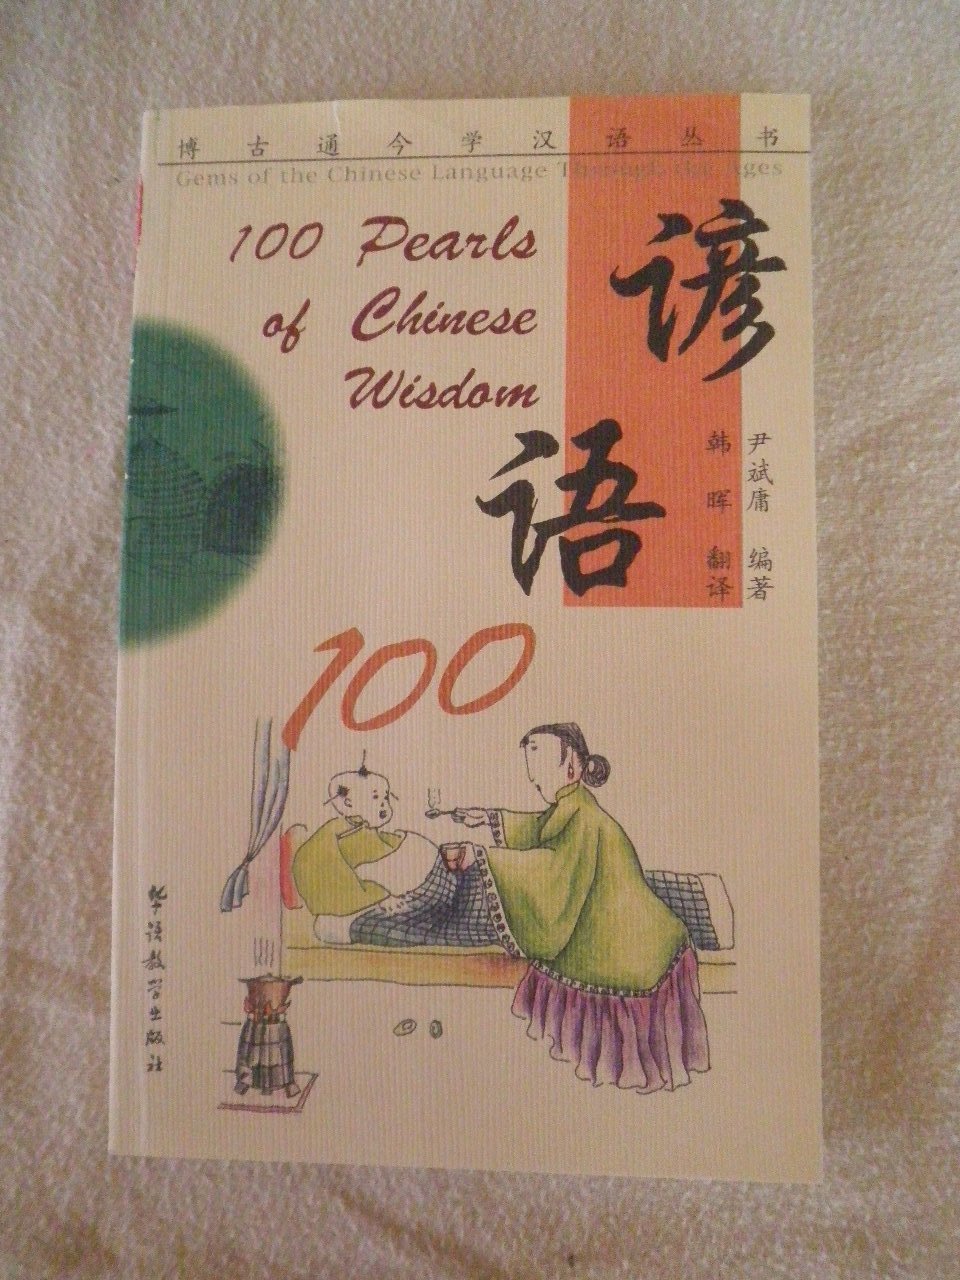 博古通今学汉语丛书
Gems of the Chinese Language Through the Ages
100 Pearls
of Chinese
Wisdom
谚
语
100
尹斌庸 编著
韩晖 翻译
华语教学出版社